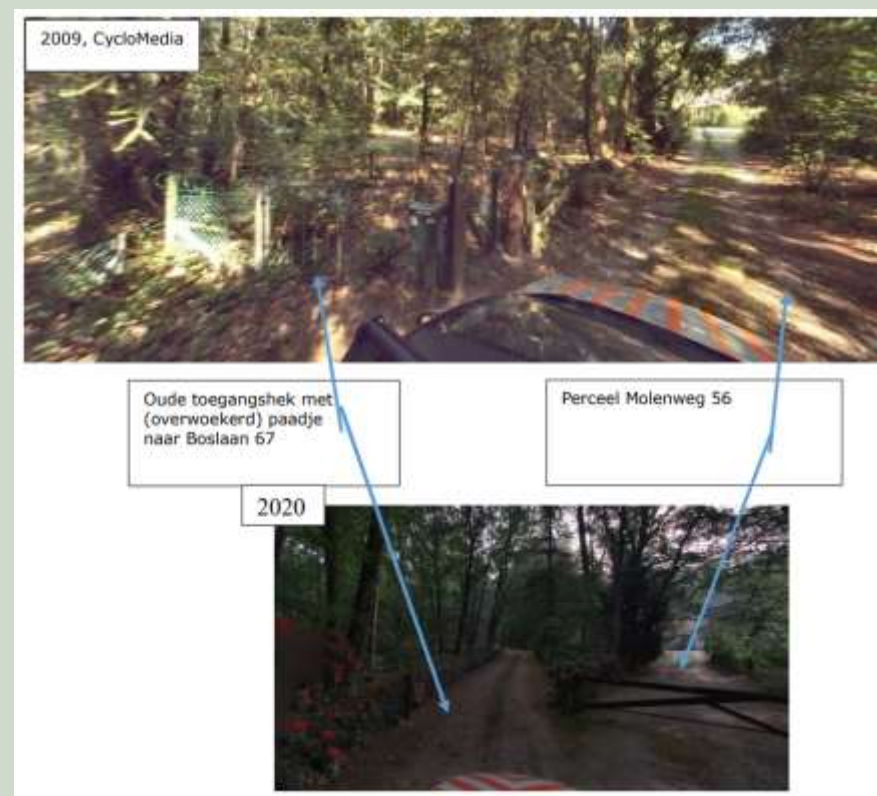 2009, CycloMedia
Oude toegangshek met
(overwoekerd) paadje
naar Boslaan 67
Perceel Molenweg 56
2020